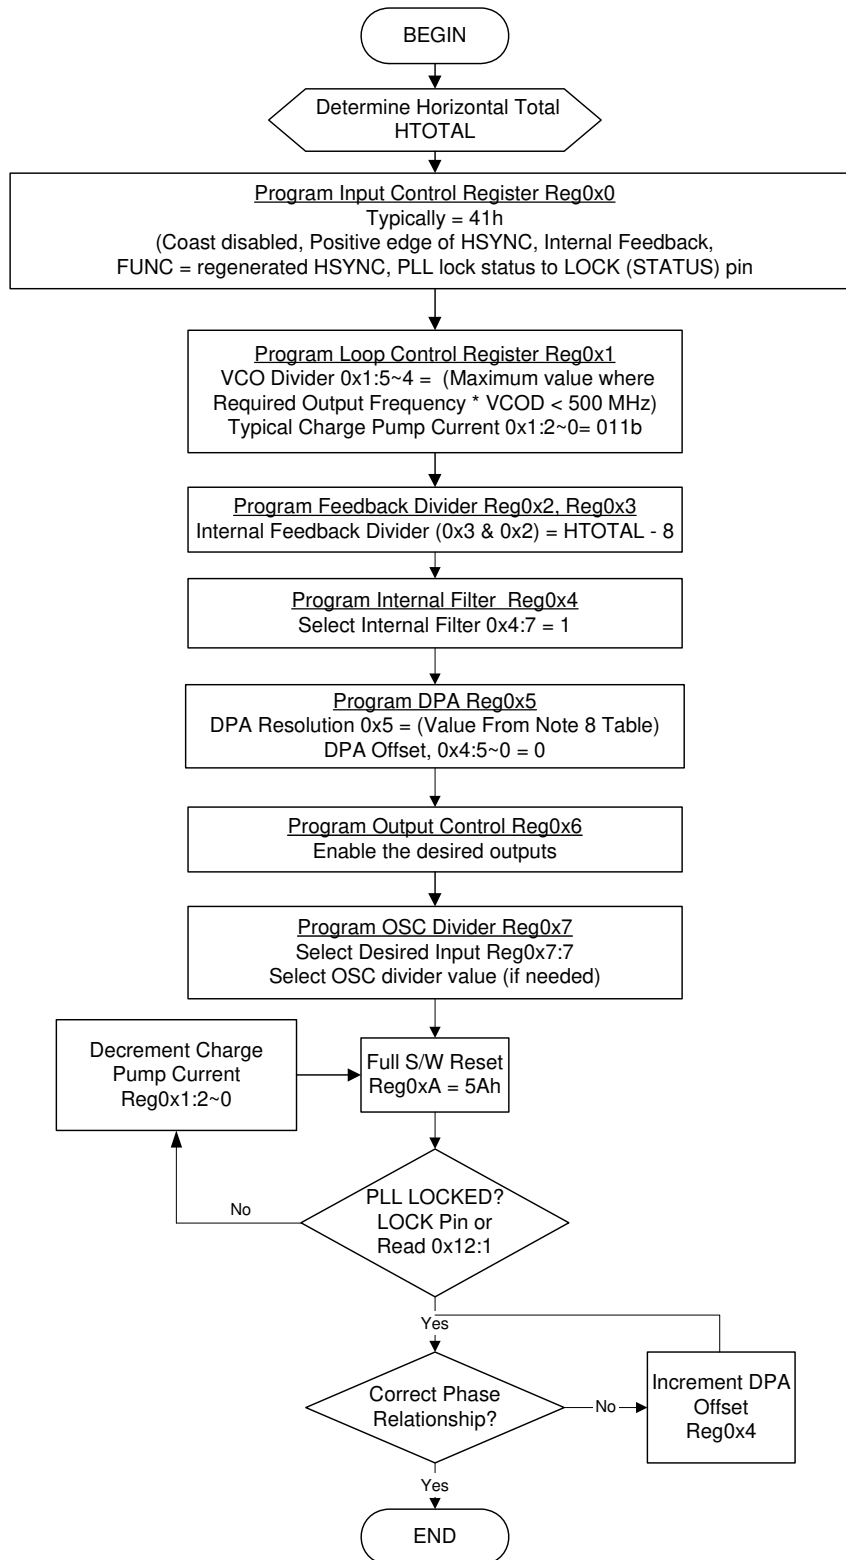 BEGIN
Determine Horizontal Total
HTOTAL
Program Input Control Register Reg0x0
Typically = 41h
(Coast disabled, Positive edge of HSYNC, Internal Feedback,
FUNC = regenerated HSYNC, PLL lock status to LOCK (STATUS) pin
Program Loop Control Register Reg0x1
VCO Divider 0x1:5~4 = (Maximum value where
Required Output Frequency * VCOD < 500 MHz)
Typical Charge Pump Current 0x1:2~0= 011b
Program Feedback Divider Reg0x2, Reg0x3
Internal Feedback Divider (0x3 & 0x2) = HTOTAL - 8
Program Internal Filter Reg0x4
Select Internal Filter 0x4:7 = 1
Program DPA Reg0x5
DPA Resolution 0x5 = (Value From Note 8 Table)
DPA Offset, 0x4:5~0 = 0
Program Output Control Reg0x6
Enable the desired outputs
Program OSC Divider Reg0x7
Select Desired Input Reg0x7:7
Select OSC divider value (if needed)
Decrement Charge
Pump Current
Reg0x1:2~0
Full S/W Reset
Reg0xA = 5Ah
No
PLL LOCKED?
LOCK Pin or
Read 0x12:1
Yes
Correct Phase
Relationship?
No
Increment DPA
Offset
Reg0x4
Yes
END